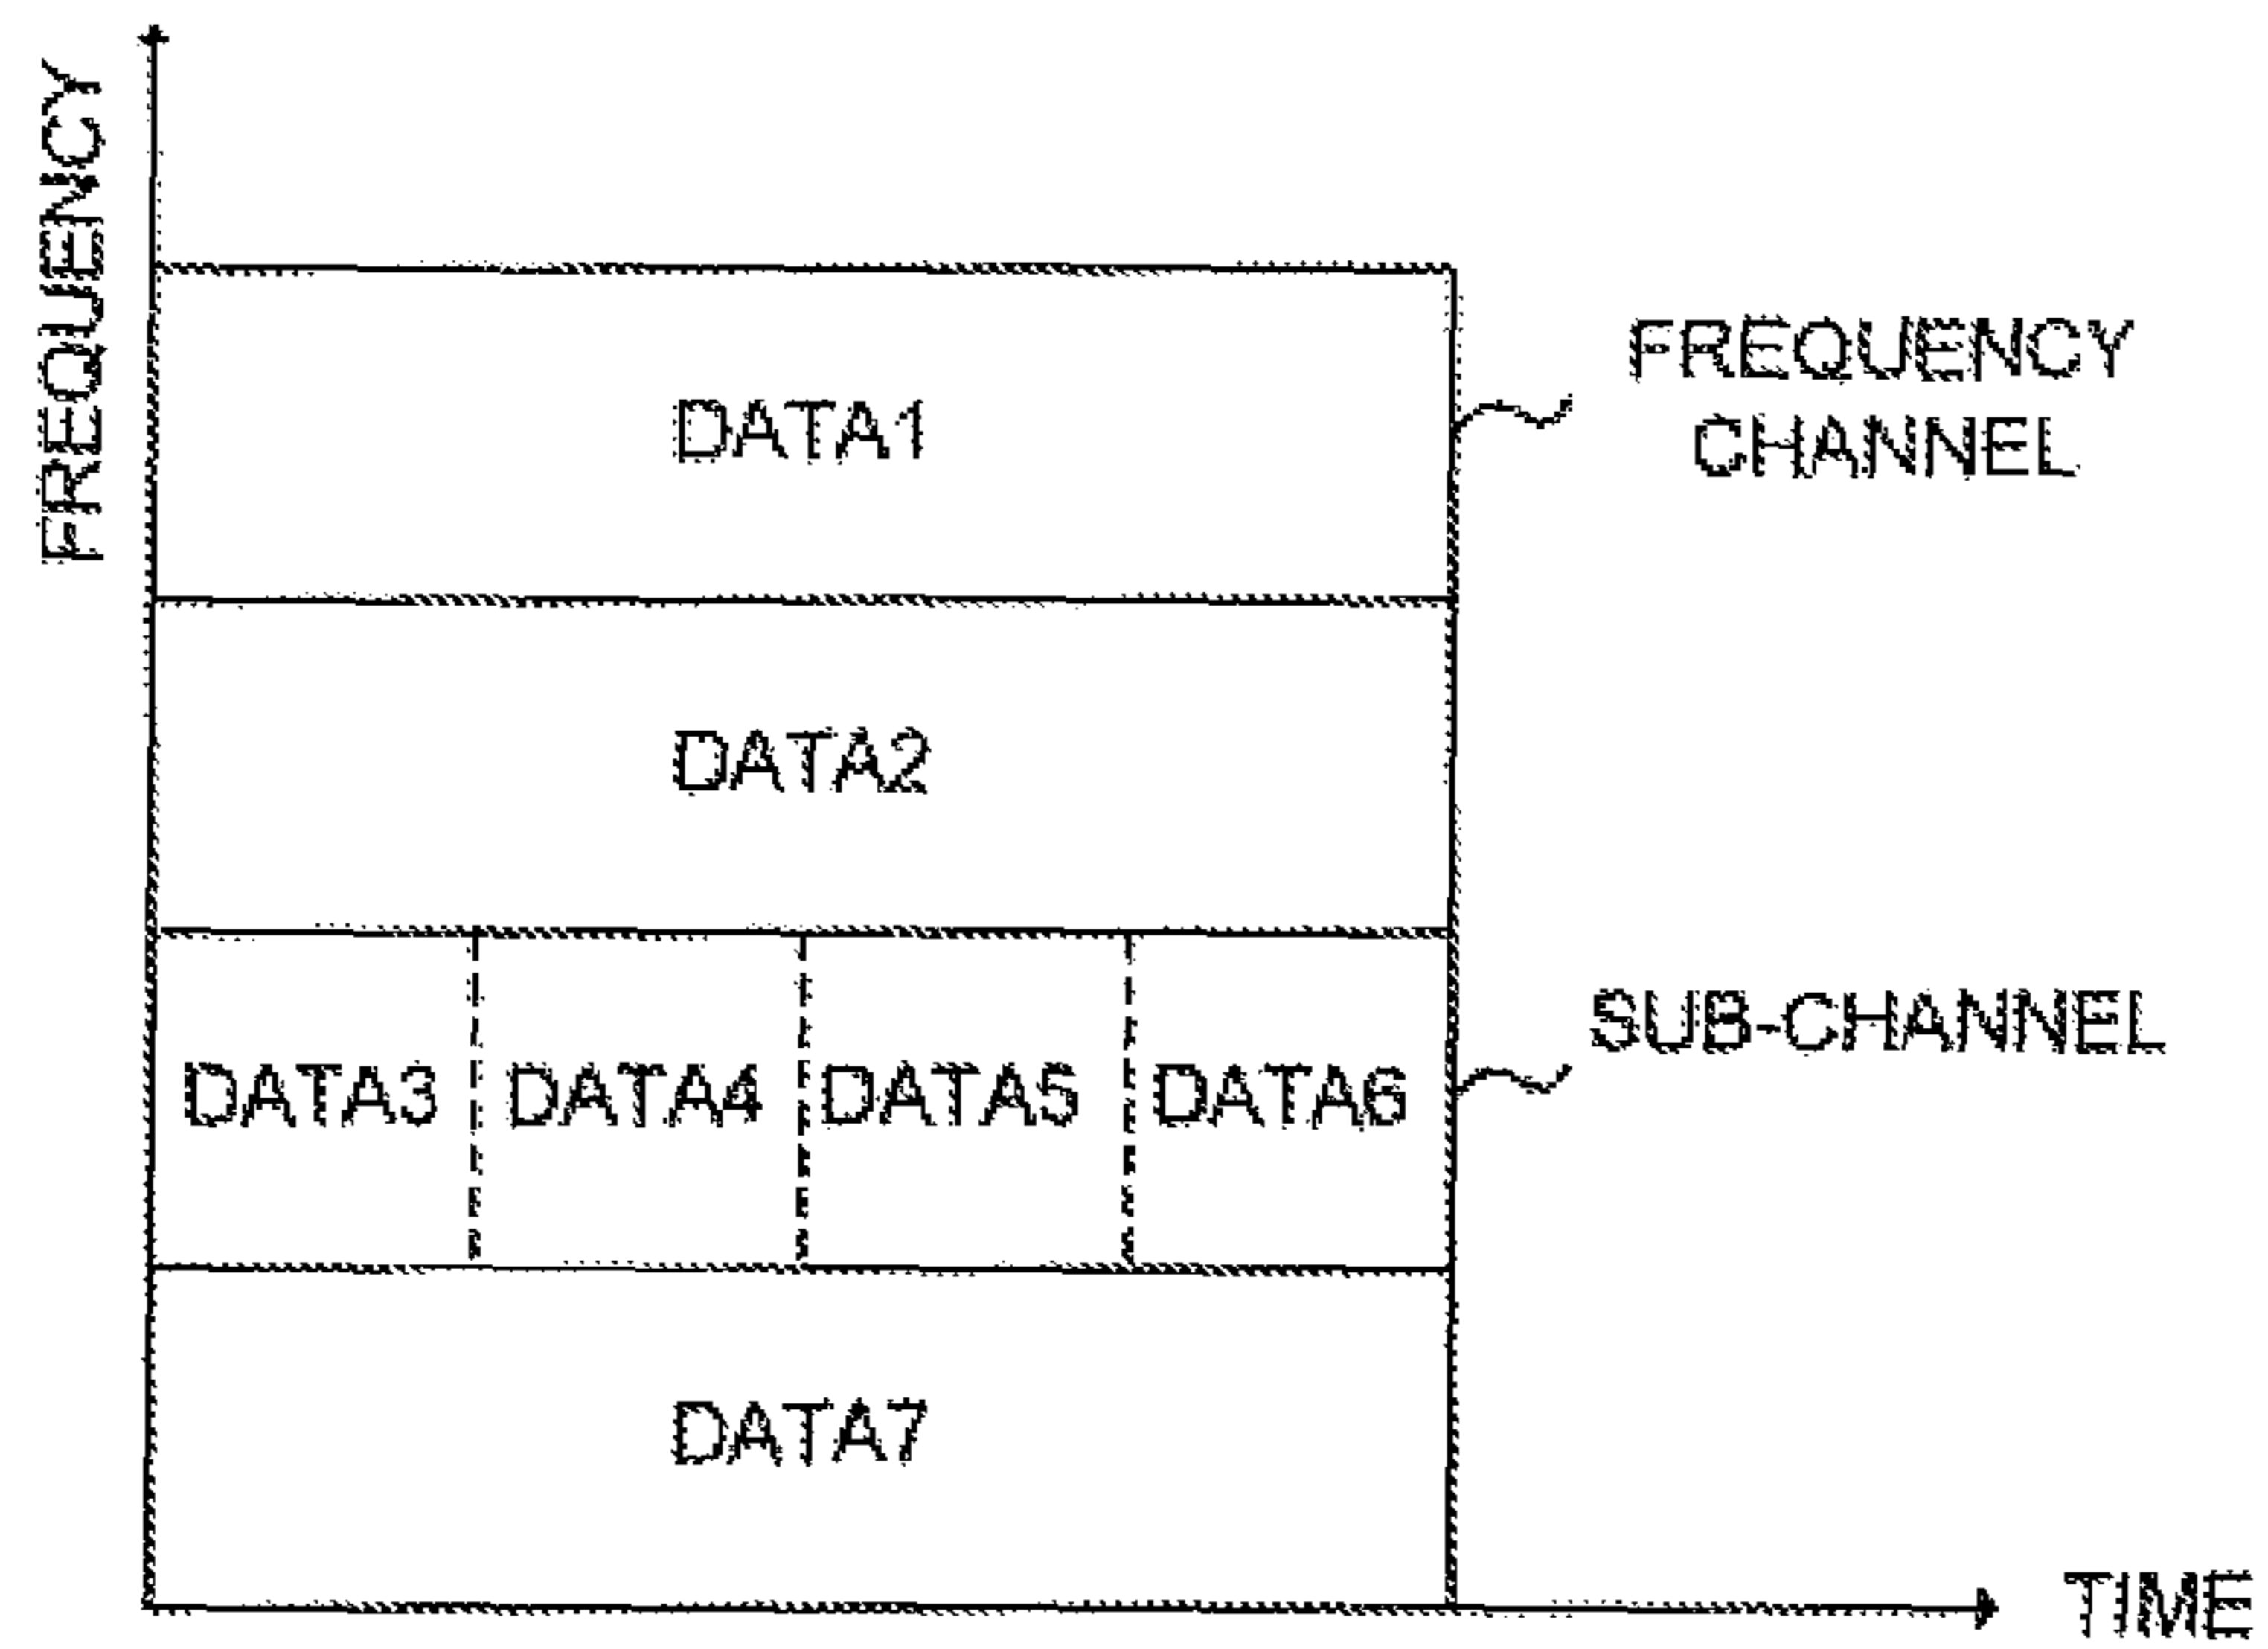 FREQUENCY
DATA1
FREQUENCY
CHANNEL
DATA2
DATA3 DATA4 DATA5 DATA6
SUB-CHANNEL
DATA7
TIME